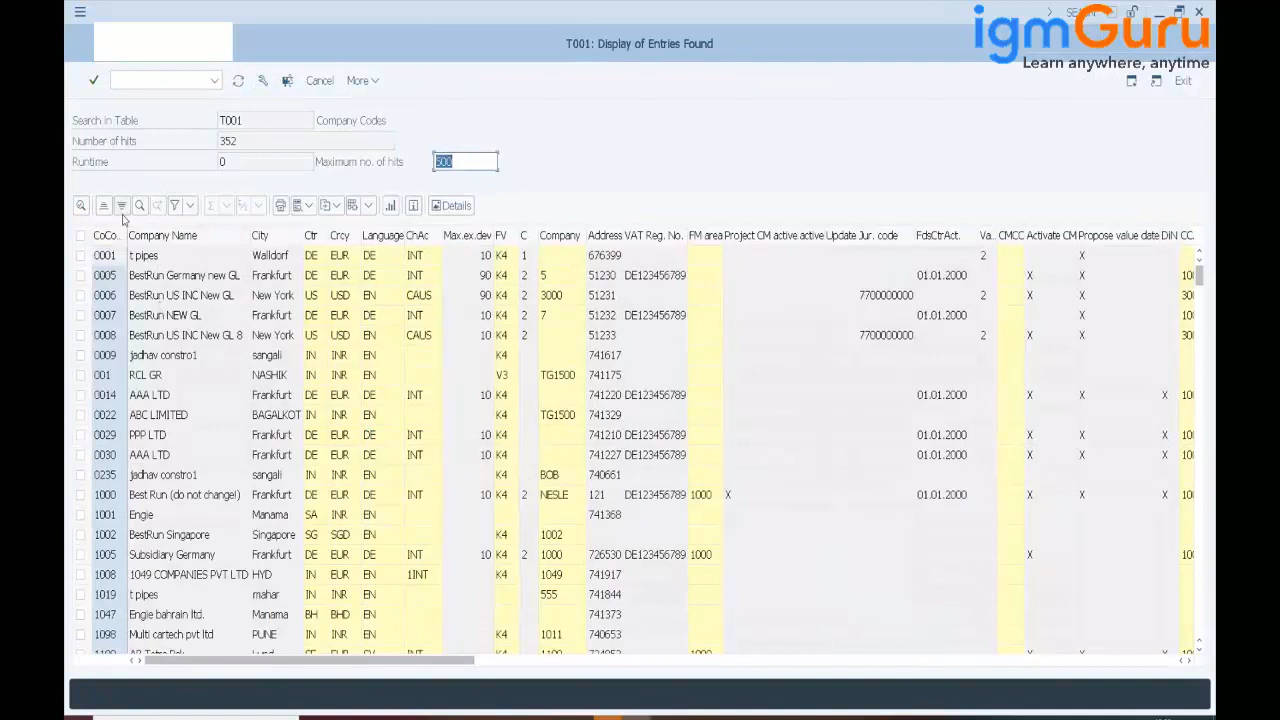 igmGuru
T001: Display of Entries Found
Learn anywhere, anytime
Cancel More Exit
Search in Table T001 Company Codes
Number of hits 352
Runtime 0 Maximum no. of hits 500
Details
CoCo.. Company Name City Ctr Crcy Language ChAc Max.ex.dev FV C Company Address VAT Reg. No. FM area Project CM active active Update Jur. code FdsCtrAct. Va.. CMCC Activate CM Propose value date DiN CC.
0001 t pipes Walldorf DE EUR DE INT 10 K4 1 676399 2 X
0005 BestRun Germany new GL Frankfurt DE EUR DE INT 90 K4 2 5 51230 DE123456789 01.01.2000 X X 10
0006 BestRun US INC New GL New York US USD EN CAUS 90 K4 2 3000 51231 7700000000 2 X X 30
0007 BestRun NEW GL Frankfurt DE EUR DE INT 10 K4 2 7 51232 DE123456789 01.01.2000 X
0008 BestRun US INC New GL 8 New York US USD EN CAUS 10 K4 2 51233 7700000000 2 X X 30
0009 jadhav constro1 sangali IN INR EN K4 741617
001 RCL GR NASHIK IN INR EN V3 TG1500 741175
0014 AAA LTD Frankfurt DE EUR DE INT 10 K4 741220 DE123456789 01.01.2000 X X X 10
0022 ABC LIMITED BAGALKOT IN INR EN K4 TG1500 741329
0029 PPP LTD Frankfurt DE EUR DE INT 10 K4 741210 DE123456789 01.01.2000 X X X 10
0030 AAA LTD Frankfurt DE EUR DE INT 10 K4 741227 DE123456789 01.01.2000 X X X 10
0235 jadhav constro1 sangali IN INR EN K4 BOB 740661
1000 Best Run (do not change!) Frankfurt DE EUR DE INT 10 K4 2 NESLE 121 DE123456789 1000 X 01.01.2000 X X X 10
1001 Engie Manama SA INR EN 741368
1002 BestRun Singapore Singapore SG SGD EN K4 1002
1005 Subsidiary Germany Frankfurt DE EUR DE INT 10 K4 2 1000 726530 DE123456789 1000 X
1008 1049 COMPANIES PVT LTD HYD IN EUR EN 1INT K4 1049 741917
1019 t pipes mahar IN INR EN 555 741844
1047 Engie bahrain ltd. Manama BH BHD EN 741373
1098 Multi cartech pvt ltd PUNE IN INR EN K4 1011 740653